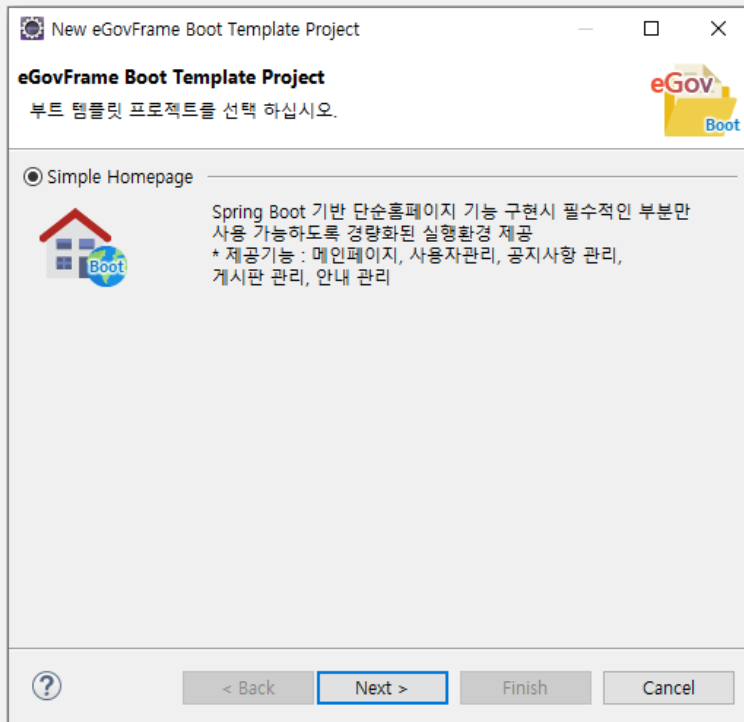 New eGovFrame Boot Template Project
eGovFrame Boot Template Project
부트 템플릿 프로젝트를 선택 하십시오.
eGov
Boot
Simple Homepage
Boot
Spring Boot 기반 단순홈페이지 기능 구현시 필수적인 부분만
사용 가능하도록 경량화된 실행환경 제공
* 제공기능 : 메인페이지, 사용자관리, 공지사항 관리,
게시판 관리, 안내 관리
?
< Back
Next >
Finish
Cancel